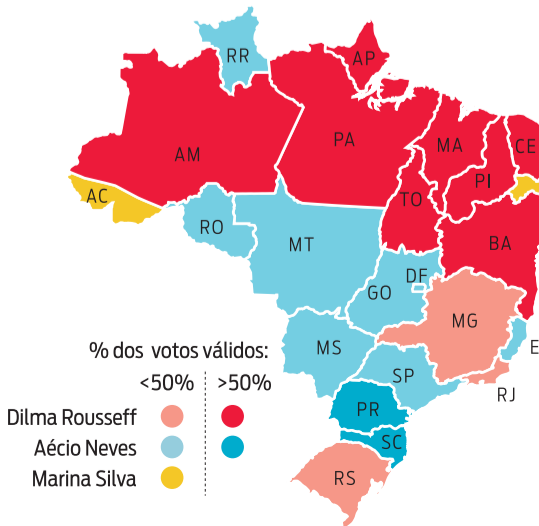 RR
AP
AM
PA
MA
CE
PI
AC
TO
RO
BA
MT
DF
GO
MG
E
MS
SP
RJ
PR
SC
RS
% dos votos válidos:
<50% >50%
Dilma Rousseff
Aécio Neves
Marina Silva